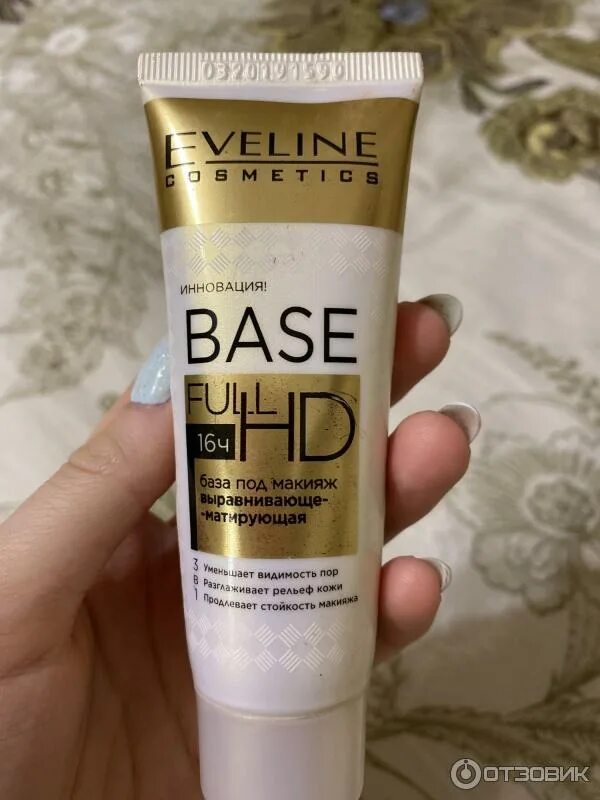 0320191590
EVELINE
COSMETICS
ИННОВАЦИЯ!
BASE
FULL
16ч HD
база под макияж
выравнивающе-
-матирующая
3 Уменьшает видимость пор
В Разглаживает рельеф кожи
1 Продлевает стойкость макияжа
ОТЗОВИК